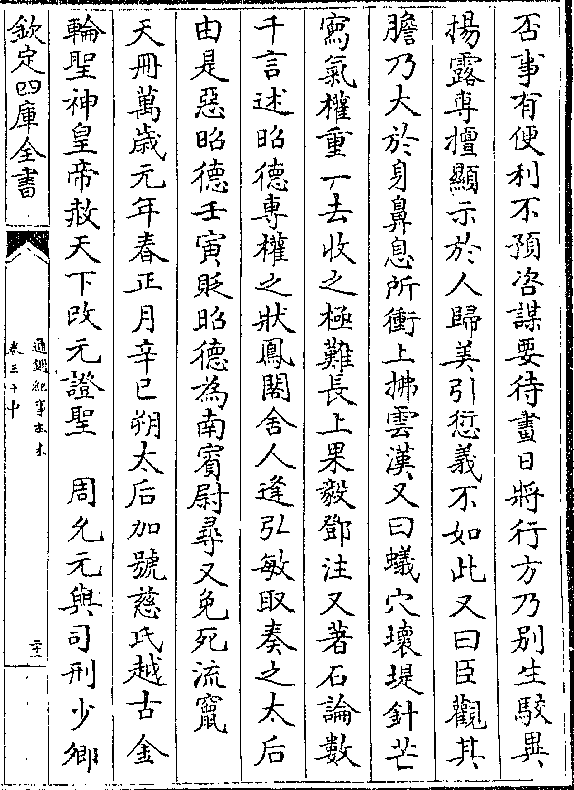 否事有便利不預咨謀要待畫日將行方乃別生駮異
揚露專擅顯示於人歸美引愆義不如此又曰臣觀其
膽乃大於身鼻息所衝上拂雲漢又曰蟻穴壞堤針芒
寫氣權重一去收之極難長上果毅鄧注又著石論數
千言述昭德專權之狀鳳閣舍人逢弘敏取奏之太后
由是惡昭德壬寅貶昭德為南賓尉尋又免死流竄
天冊萬歲元年春正月辛巳朔太后加號慈氏越古金
輪聖神皇帝赦天下改元證聖　周允元與司刑少卿
欽定四庫全書
通鑑紀事本末
卷三十中
二十一